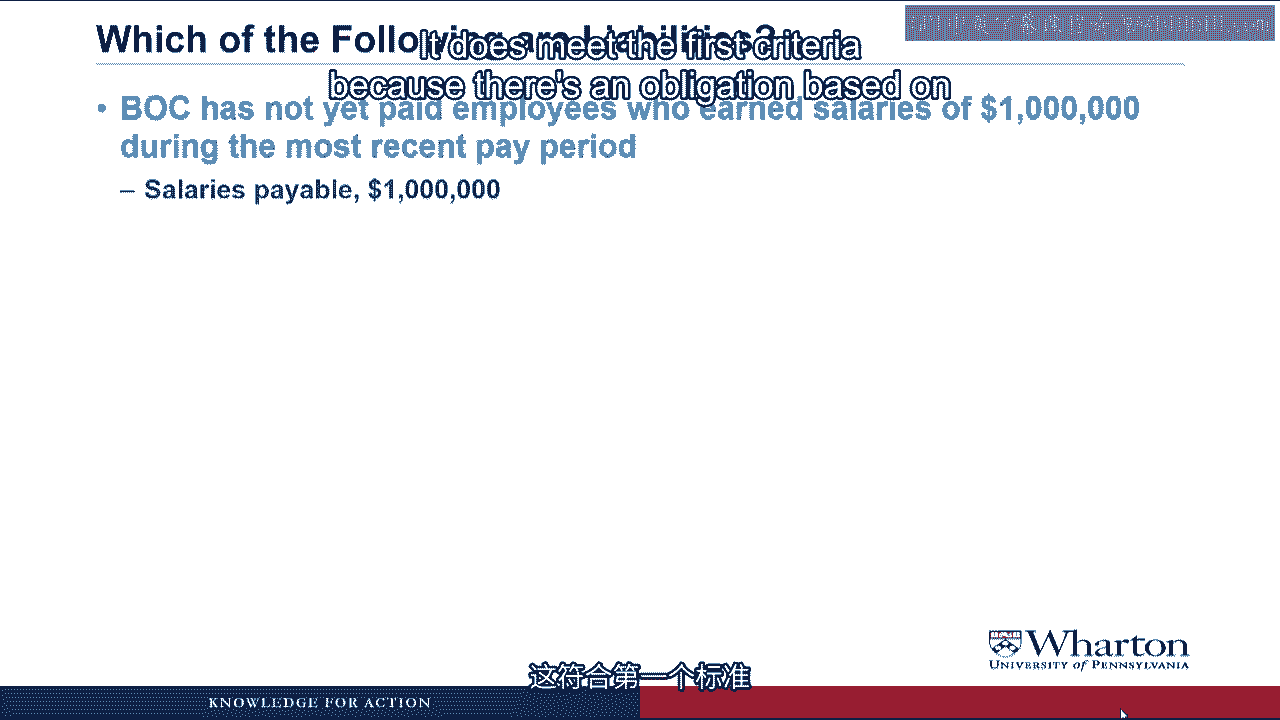 Which of the Following are Liabilities?
It does meet the first criteria
because there's an obligation based on
• BOC has not yet paid employees who earned salaries of $1,000,000
during the most recent pay period
– Salaries payable, $1,000,000
Wharton
UNIVERSITY of PENNSYLVANIA
这符合第一个标准
KNOWLEDGE FOR ACTION